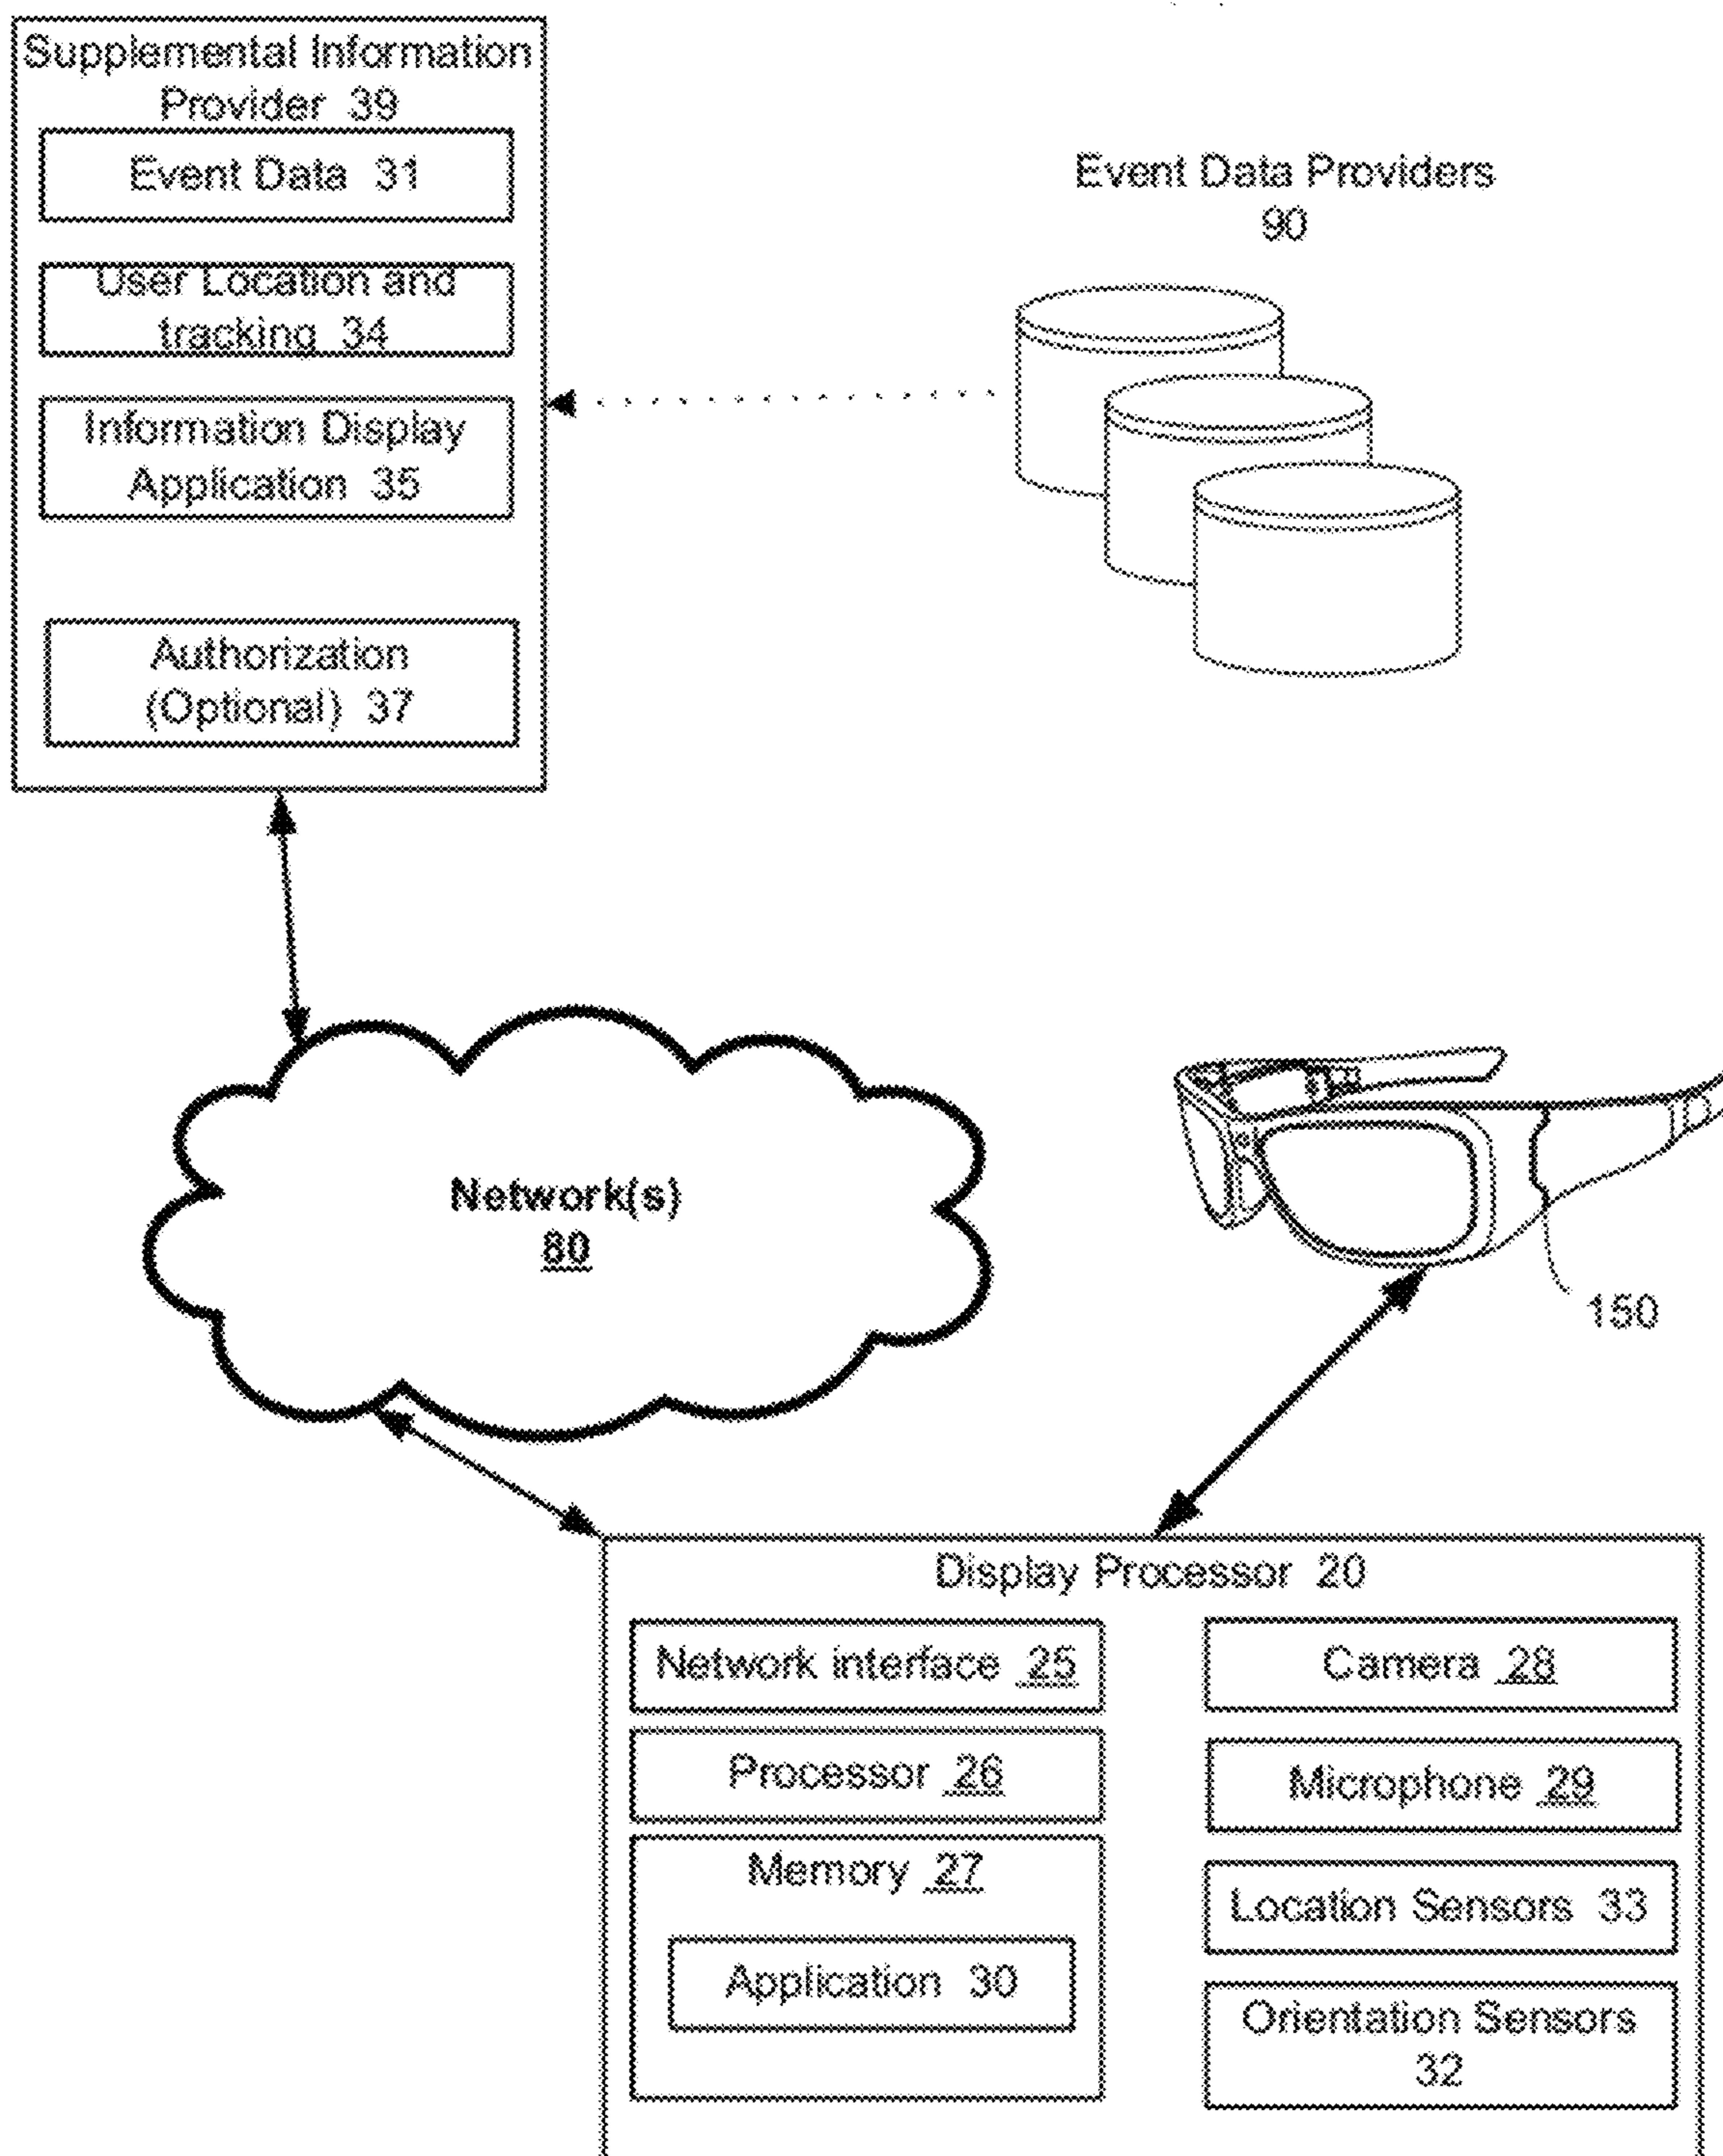 Supplemental Information
Provider 39
Event Data 31
User Location and
tracking 34
Information Display
Application 35
Authorization
(Optional) 37
Event Data Providers
90
Network(s)
80
150
Display Processor 20
Network interface 25
Processor 26
Memory 27
Application 30
Camera 28
Microphone 29
Location Sensors 33
Orientation Sensors
32